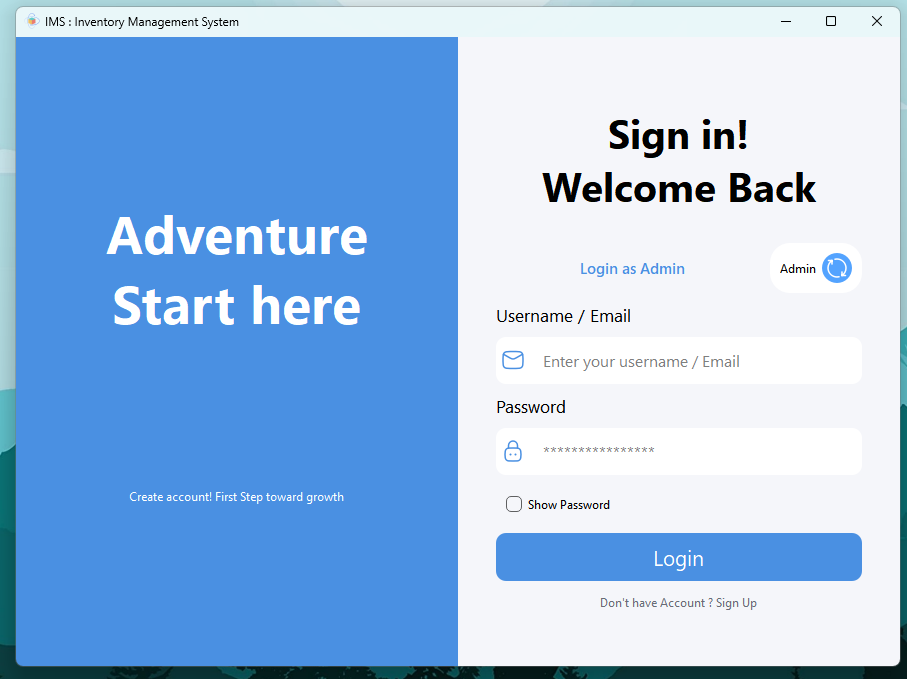 IMS : Inventory Management System
Adventure
Start here
Create account! First Step toward growth
Sign in!
Welcome Back
Login as Admin
Admin
Username / Email
Enter your username / Email
Password
****************
Show Password
Login
Don't have Account ? Sign Up